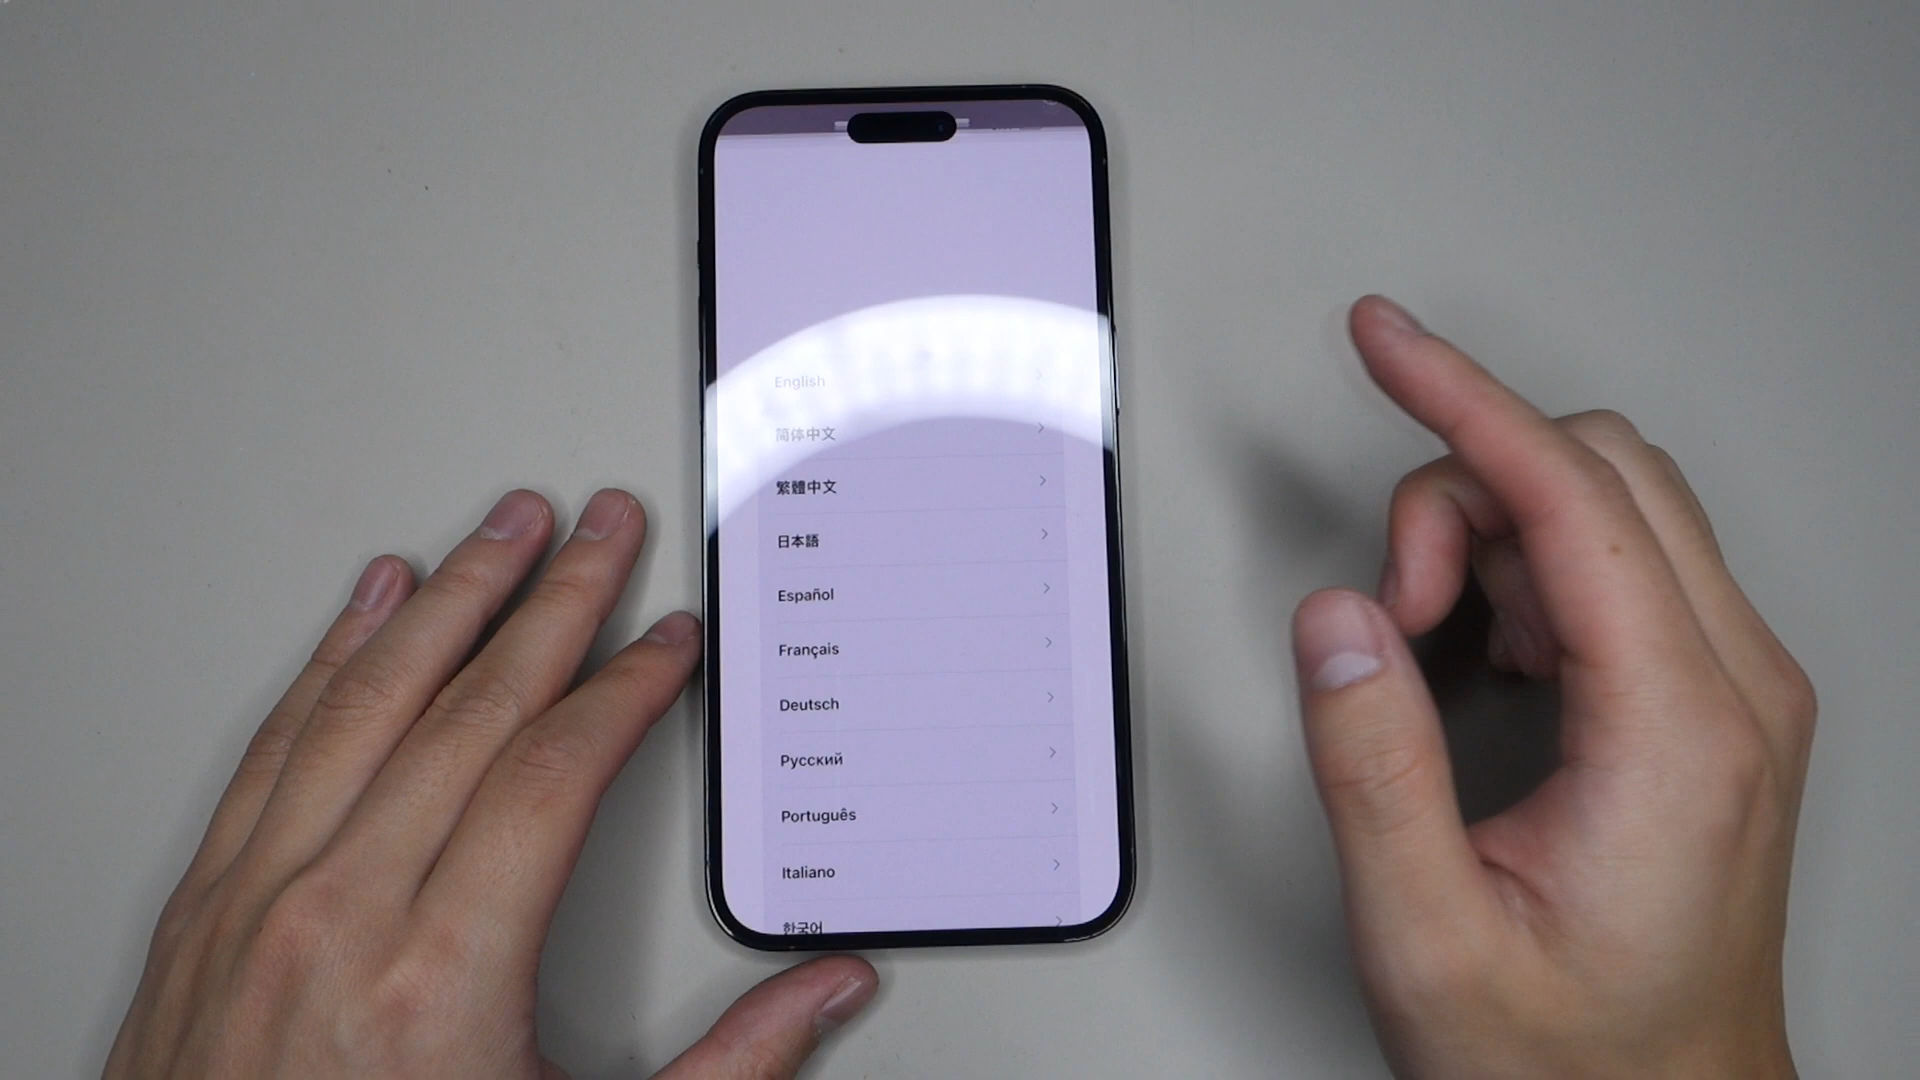 English
简体中文
繁體中文
日本語
Español
Français
Deutsch
Русский
Português
Italiano
한국어